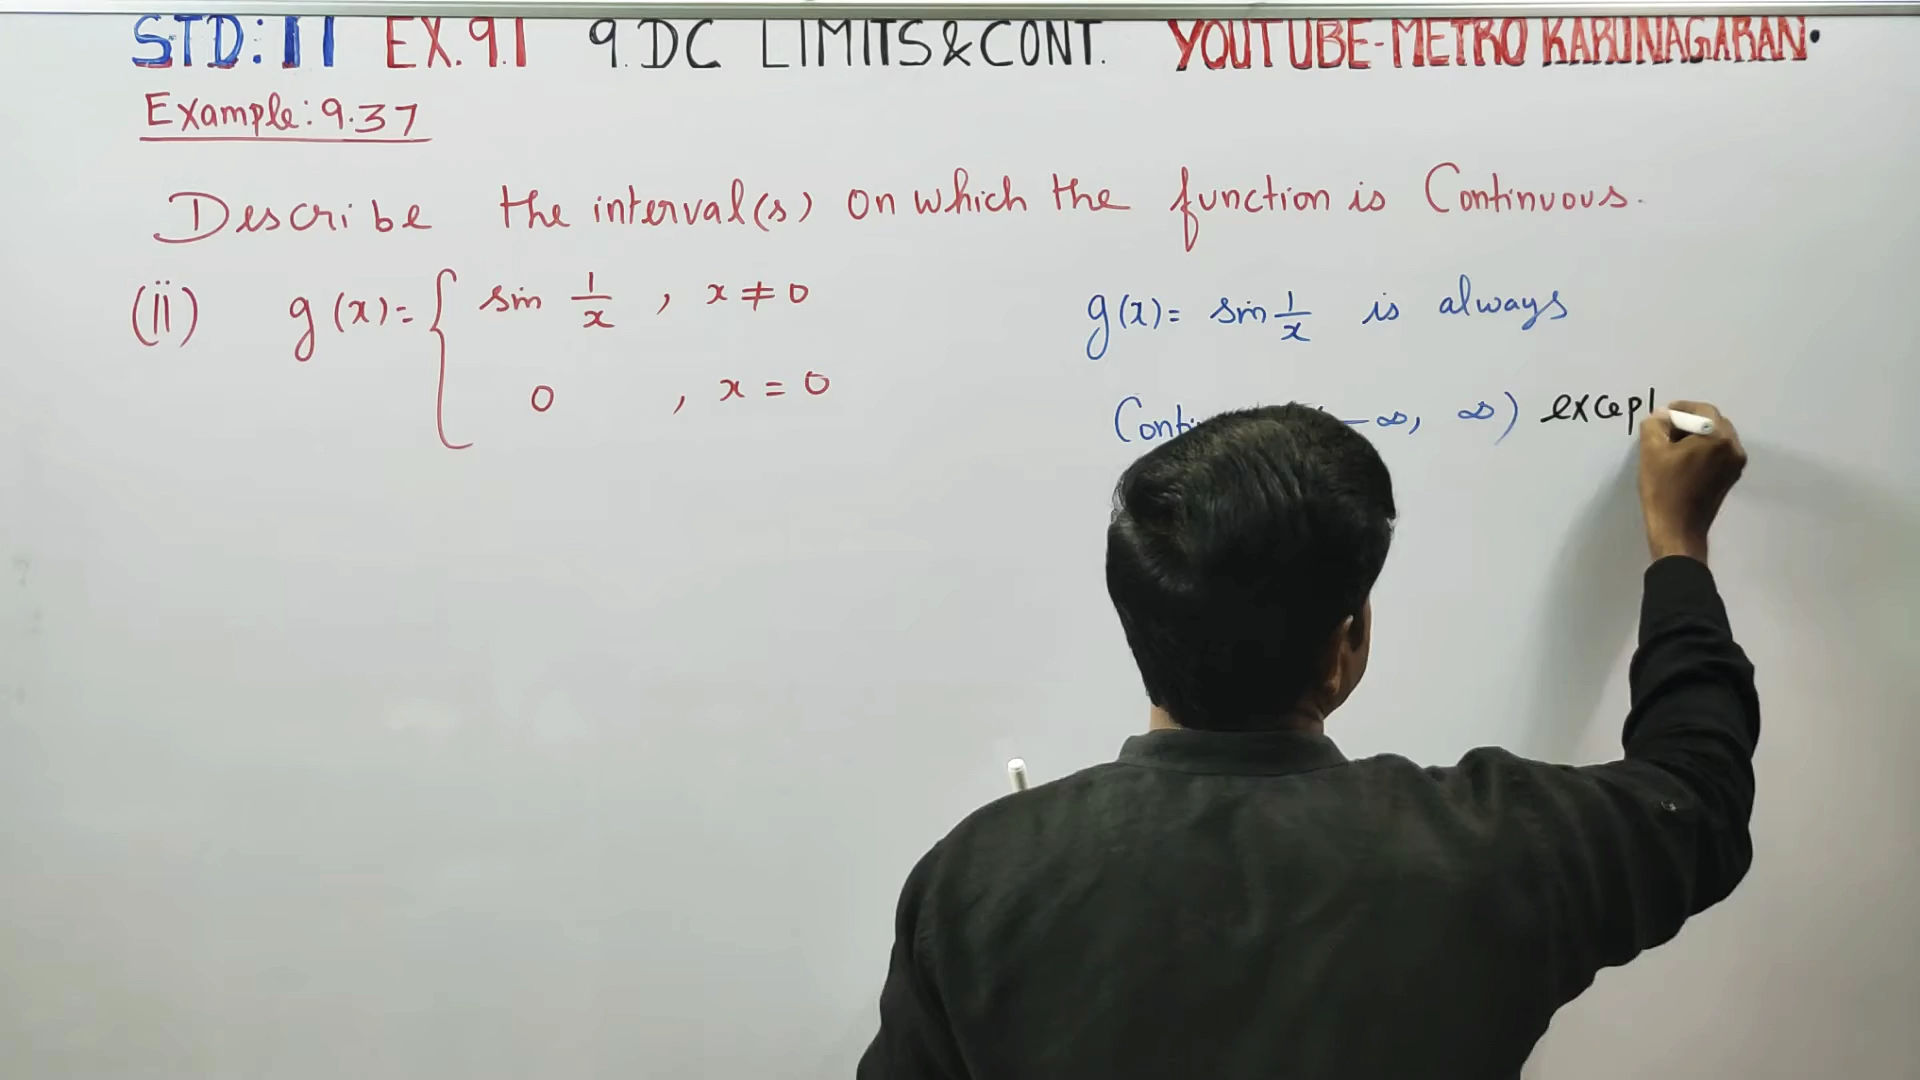 STD: 11 EX.9.1 9.DC LIMITS & CONT. YOUTUBE-METRO KARUNAGARAN.
Example: 9.37
Describe the interval(s) on which the function is Continuous.
(ii) g(x) = { sin 1/x , x ≠ 0
0 , x = 0
g(x) = sin 1/x is always
-∞, ∞) except